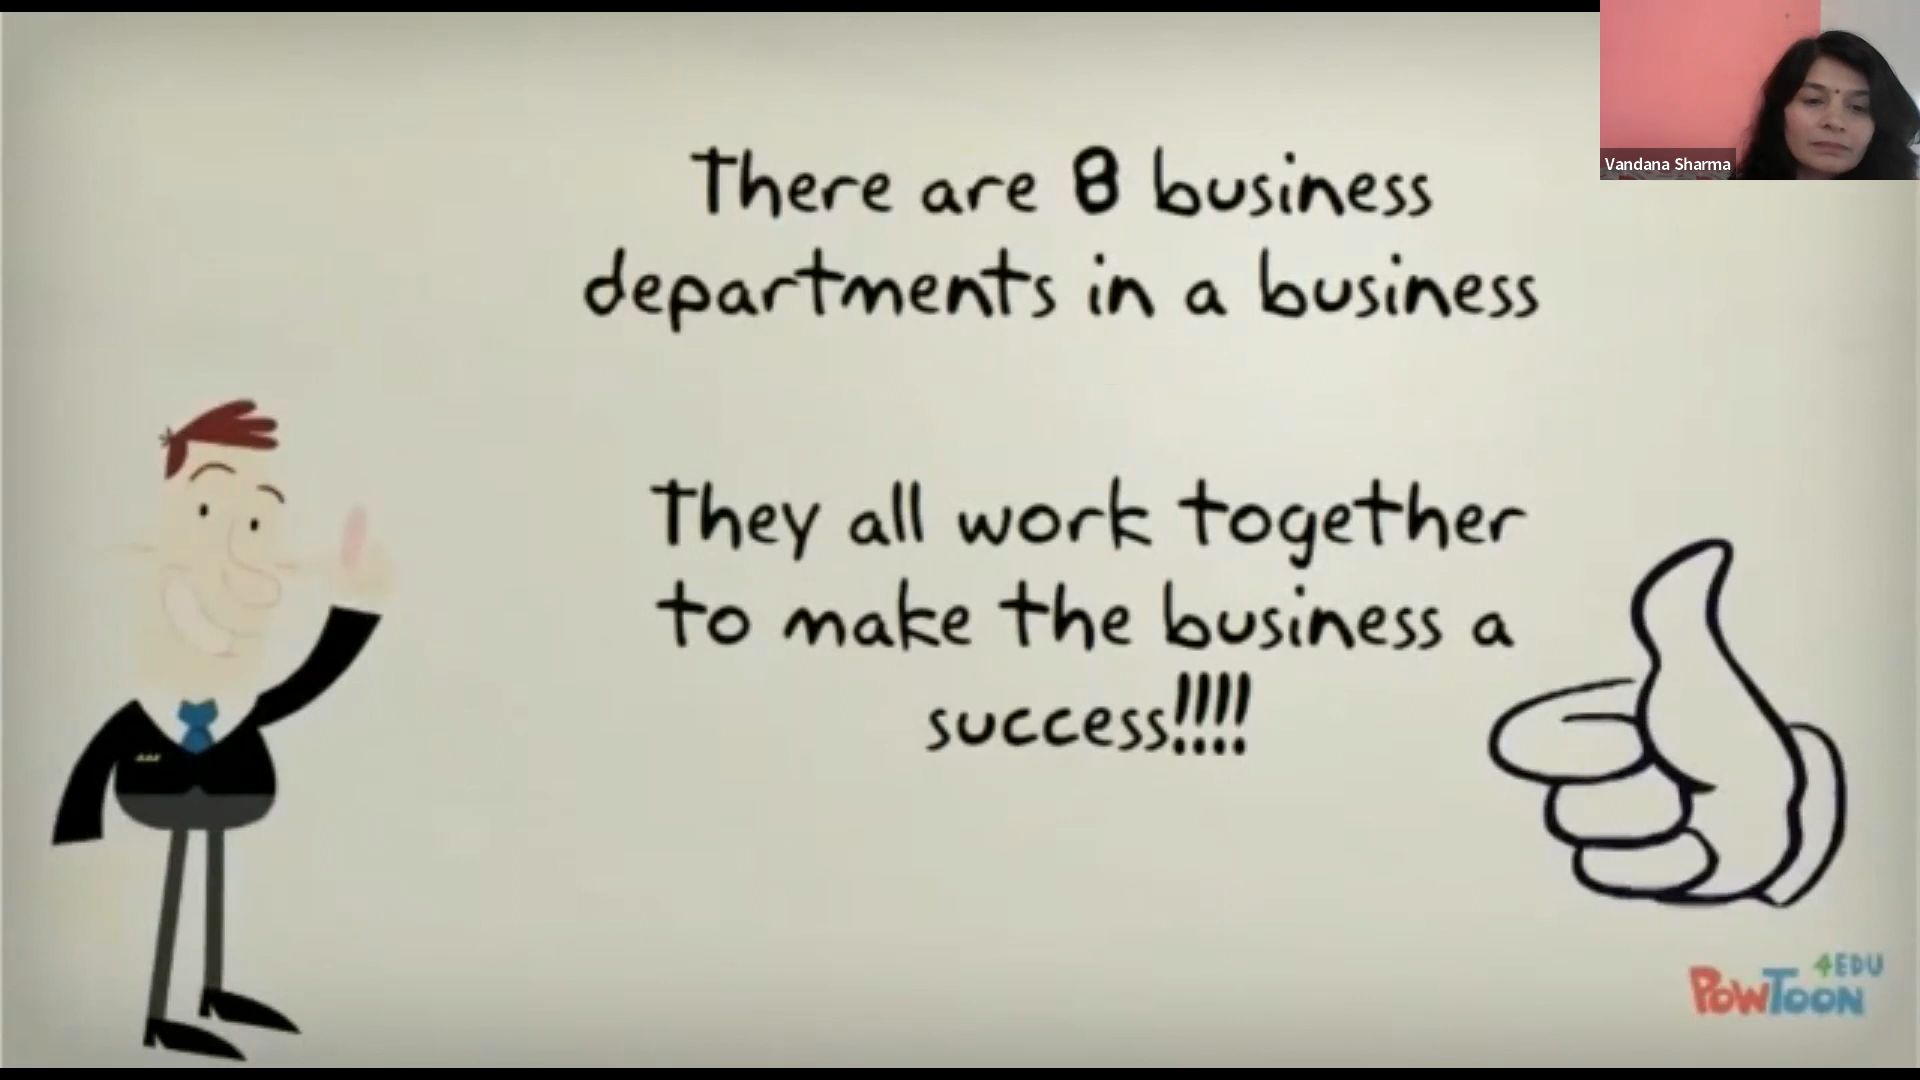 There are 8 business
departments in a business
They all work together
to make the business a
success!!!!
Vandana Sharma
4EDU
POWTOON